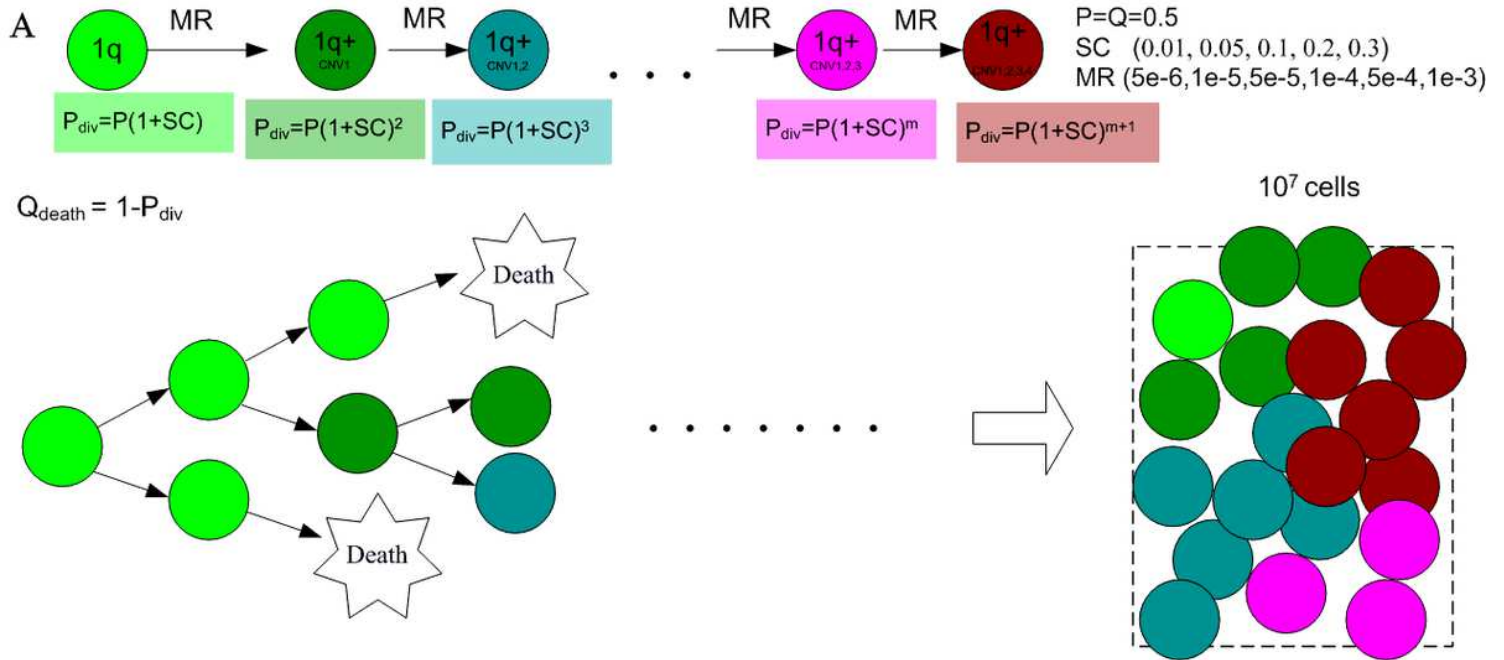 A
MR
MR
MR
MR
1q
1q+
CNV1
1q+
CNV1,2
1q+
CNV1,2,3
1q+
CNV1,2,3,4
P=Q=0.5
SC (0.01, 0.05, 0.1, 0.2, 0.3)
MR (5e-6,1e-5,5e-5,1e-4,5e-4,1e-3)
. . .
Pdiv=P(1+SC)
Pdiv=P(1+SC)²
Pdiv=P(1+SC)³
Pdiv=P(1+SC)ᵐ
Pdiv=P(1+SC)ᵐ⁺¹
10⁷ cells
Qdeath = 1-Pdiv
Death
. . . . . . .
Death